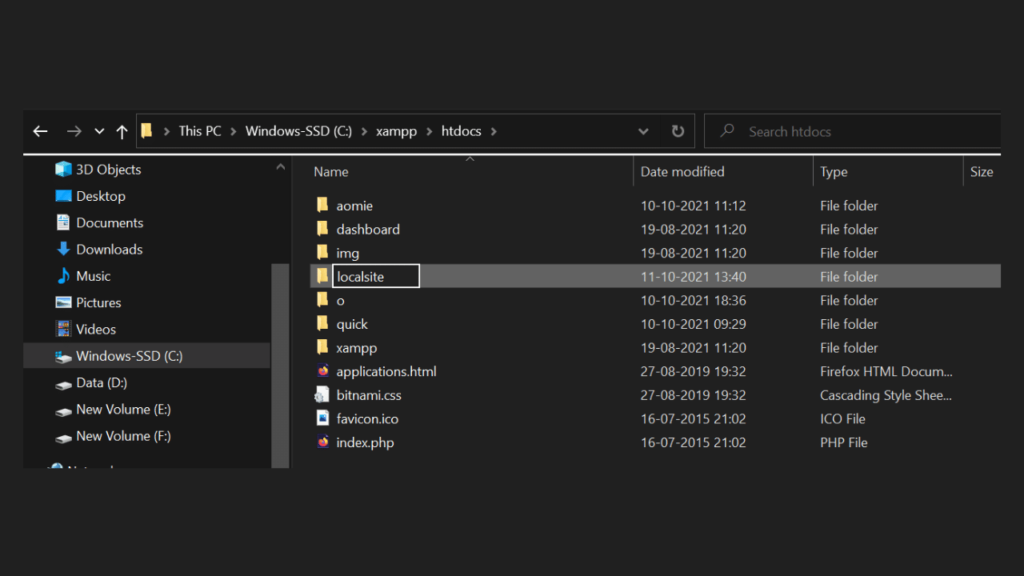 This PC > Windows-SSD (C:) > xampp > htdocs >
Search htdocs
3D Objects
Desktop
Documents
Downloads
Music
Pictures
Videos
Windows-SSD (C:)
Data (D:)
New Volume (E:)
New Volume (F:)
Name Date modified Type Size
aomie 10-10-2021 11:12 File folder
dashboard 19-08-2021 11:20 File folder
img 19-08-2021 11:20 File folder
localsite 11-10-2021 13:40 File folder
o 10-10-2021 18:36 File folder
quick 10-10-2021 09:29 File folder
xampp 19-08-2021 11:20 File folder
applications.html 27-08-2019 19:32 Firefox HTML Docum...
bitnami.css 27-08-2019 19:32 Cascading Style Shee...
favicon.ico 16-07-2015 21:02 ICO File
index.php 16-07-2015 21:02 PHP File